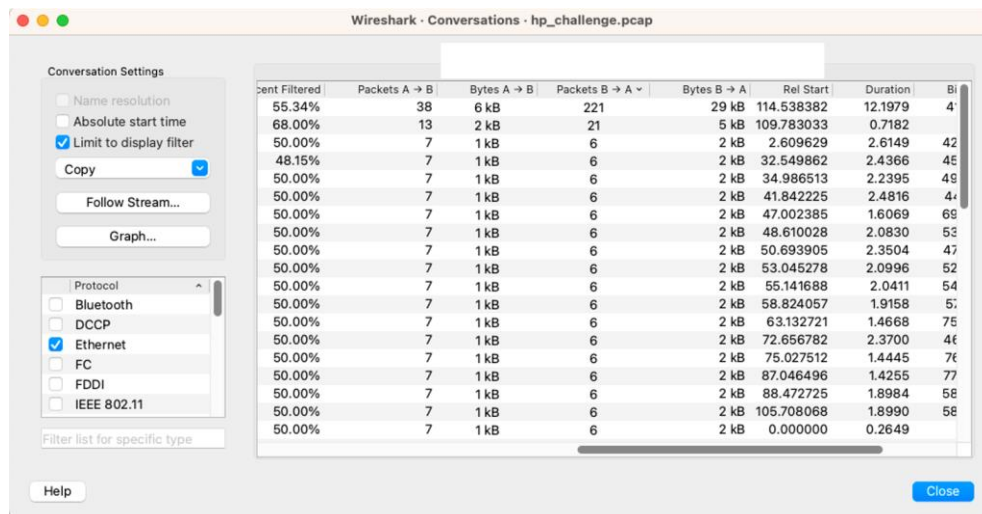 Wireshark · Conversations · hp_challenge.pcap
Conversation Settings
Name resolution
Absolute start time
Limit to display filter
Copy
Follow Stream...
Graph...
Protocol
Bluetooth
DCCP
Ethernet
FC
FDDI
IEEE 802.11
Filter list for specific type
cent Filtered Packets A → B Bytes A → B Packets B → A Bytes B → A Rel Start Duration Bi
55.34% 38 6 kB 221 29 kB 114.538382 12.1979
68.00% 13 2 kB 21 5 kB 109.783033 0.7182
50.00% 7 1 kB 6 2 kB 2.609629 2.6149 42
48.15% 7 1 kB 6 2 kB 32.549862 2.4366 45
50.00% 7 1 kB 6 2 kB 34.986513 2.2395 49
50.00% 7 1 kB 6 2 kB 41.842225 2.4816
50.00% 7 1 kB 6 2 kB 47.002385 1.6069 69
50.00% 7 1 kB 6 2 kB 48.610028 2.0830 53
50.00% 7 1 kB 6 2 kB 50.693905 2.3504 47
50.00% 7 1 kB 6 2 kB 53.045278 2.0996 52
50.00% 7 1 kB 6 2 kB 55.141688 2.0411 54
50.00% 7 1 kB 6 2 kB 58.824057 1.9158
50.00% 7 1 kB 6 2 kB 63.132721 1.4668 75
50.00% 7 1 kB 6 2 kB 72.656782 2.3700 46
50.00% 7 1 kB 6 2 kB 75.027512 1.4445
50.00% 7 1 kB 6 2 kB 87.046496 1.4255 77
50.00% 7 1 kB 6 2 kB 88.472725 1.8984 58
50.00% 7 1 kB 6 2 kB 105.708068 1.8990 58
50.00% 7 1 kB 6 2 kB 0.000000 0.2649
Help
Close